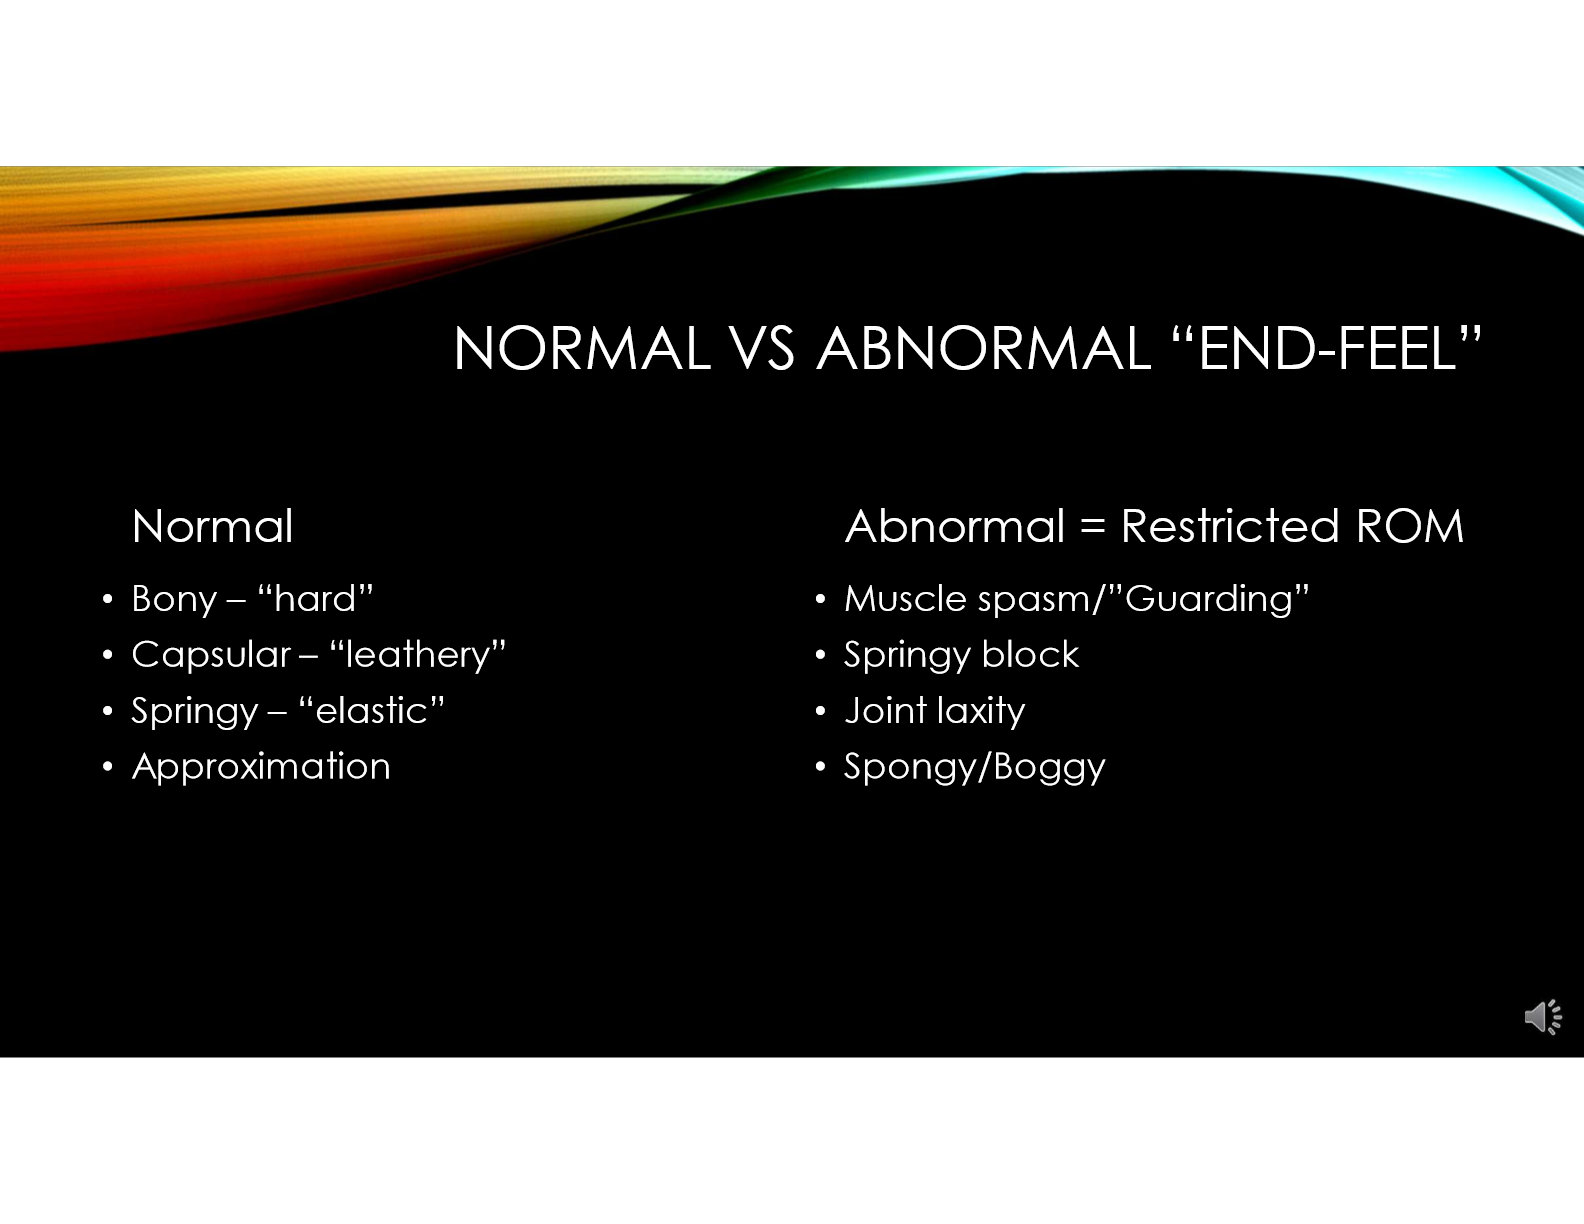 NORMAL VS ABNORMAL “END-FEEL”
Normal
• Bony – “hard”
• Capsular – “leathery”
• Springy – “elastic”
• Approximation
Abnormal = Restricted ROM
• Muscle spasm/”Guarding”
• Springy block
• Joint laxity
• Spongy/Boggy